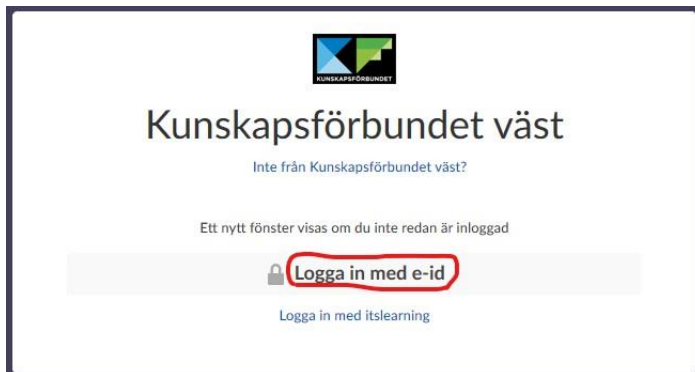 KUNSKAPSFÖRBUNDET
Kunskapsförbundet väst
Inte från Kunskapsförbundet väst?
Ett nytt fönster visas om du inte redan är inloggad
Logga in med e-id
Logga in med itslearning